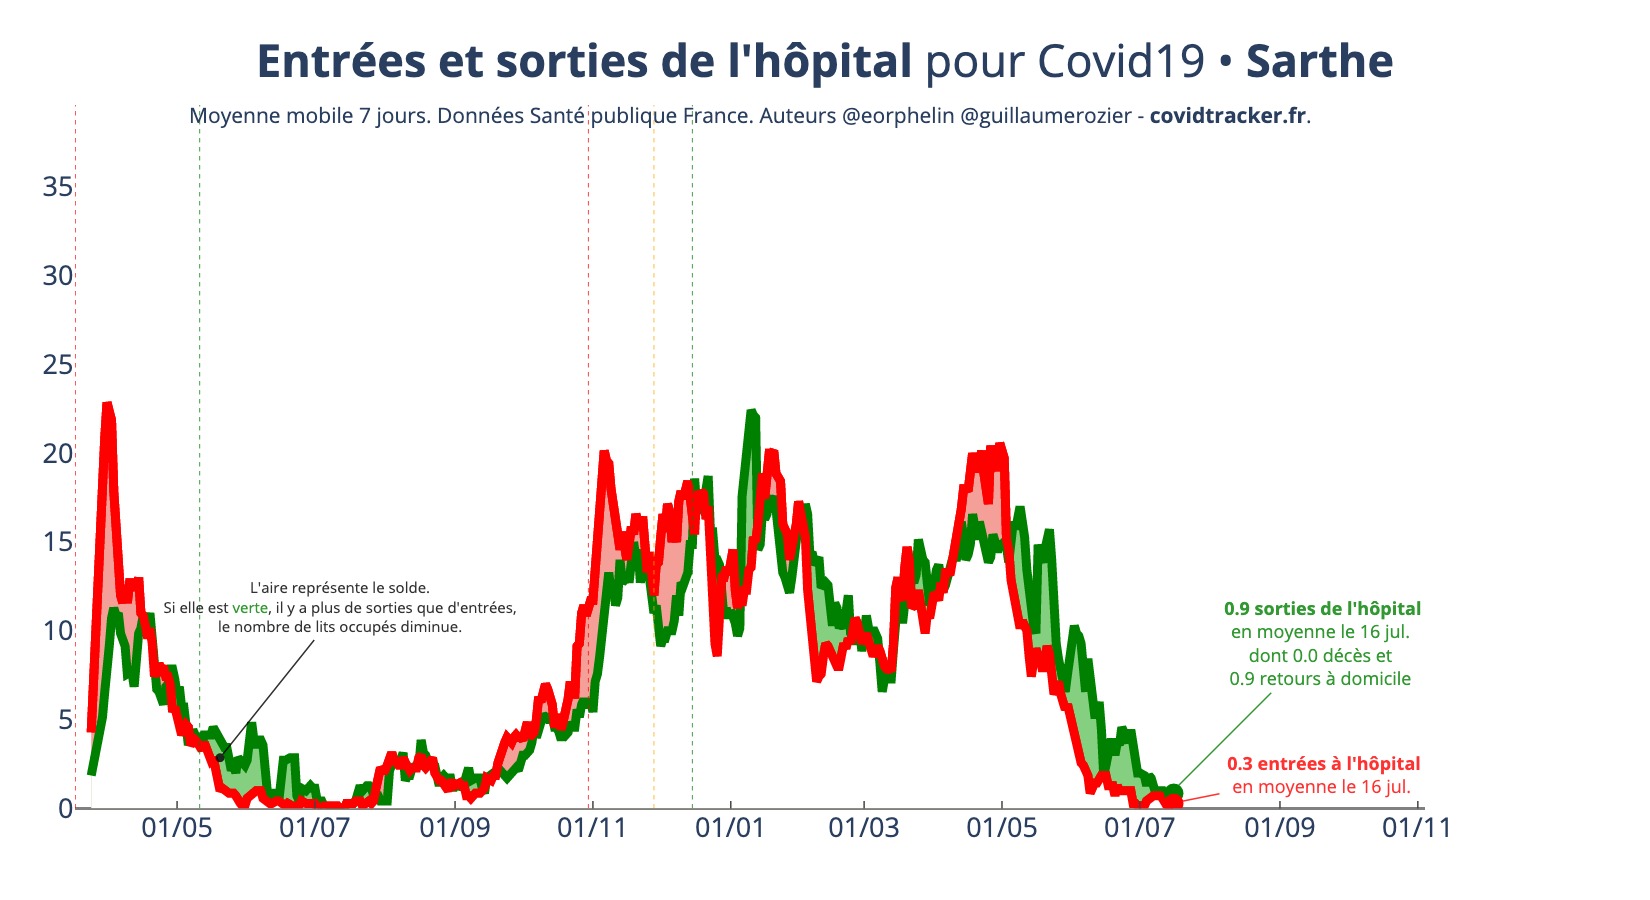 Entrées et sorties de l'hôpital pour Covid19 • Sarthe
Moyenne mobile 7 jours. Données Santé publique France. Auteurs @eorphelin @guillaumerozier - covidtracker.fr.
35
30
25
20
15
10
5
0
L'aire représente le solde.
Si elle est verte, il y a plus de sorties que d'entrées,
le nombre de lits occupés diminue.
0.9 sorties de l'hôpital
en moyenne le 16 jul.
dont 0.0 décès et
0.9 retours à domicile
0.3 entrées à l'hôpital
en moyenne le 16 jul.
01/05 01/07 01/09 01/11 01/01 01/03 01/05 01/07 01/09 01/11